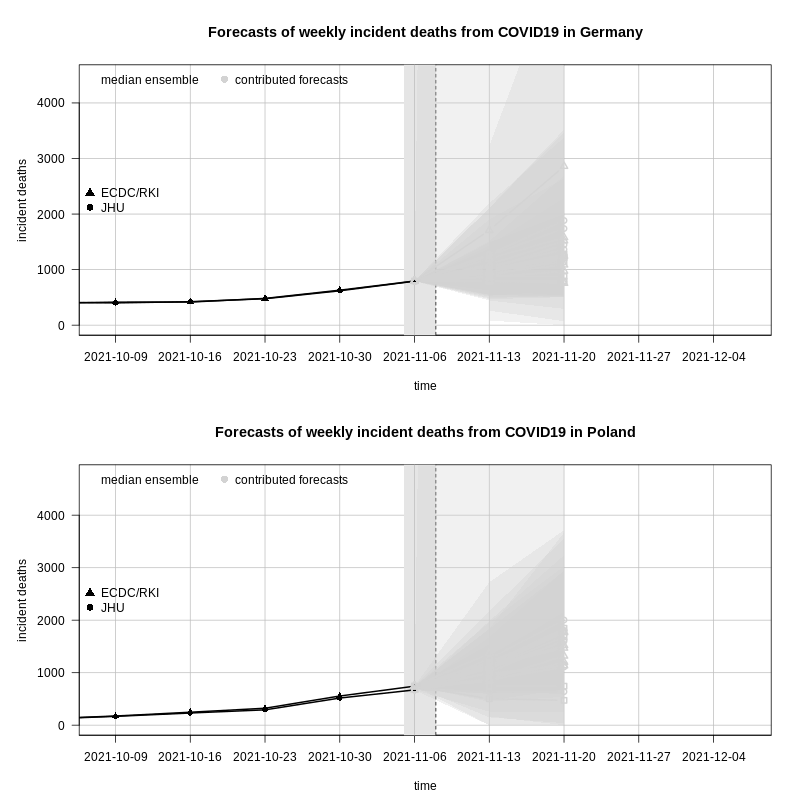 Forecasts of weekly incident deaths from COVID19 in Germany
median ensemble contributed forecasts
4000
3000
ECDC/RKI
JHU
2000
1000
0
incident deaths
2021-10-09 2021-10-16 2021-10-23 2021-10-30 2021-11-06 2021-11-13 2021-11-20 2021-11-27 2021-12-04
time
Forecasts of weekly incident deaths from COVID19 in Poland
median ensemble contributed forecasts
4000
3000
ECDC/RKI
JHU
2000
1000
0
incident deaths
2021-10-09 2021-10-16 2021-10-23 2021-10-30 2021-11-06 2021-11-13 2021-11-20 2021-11-27 2021-12-04
time